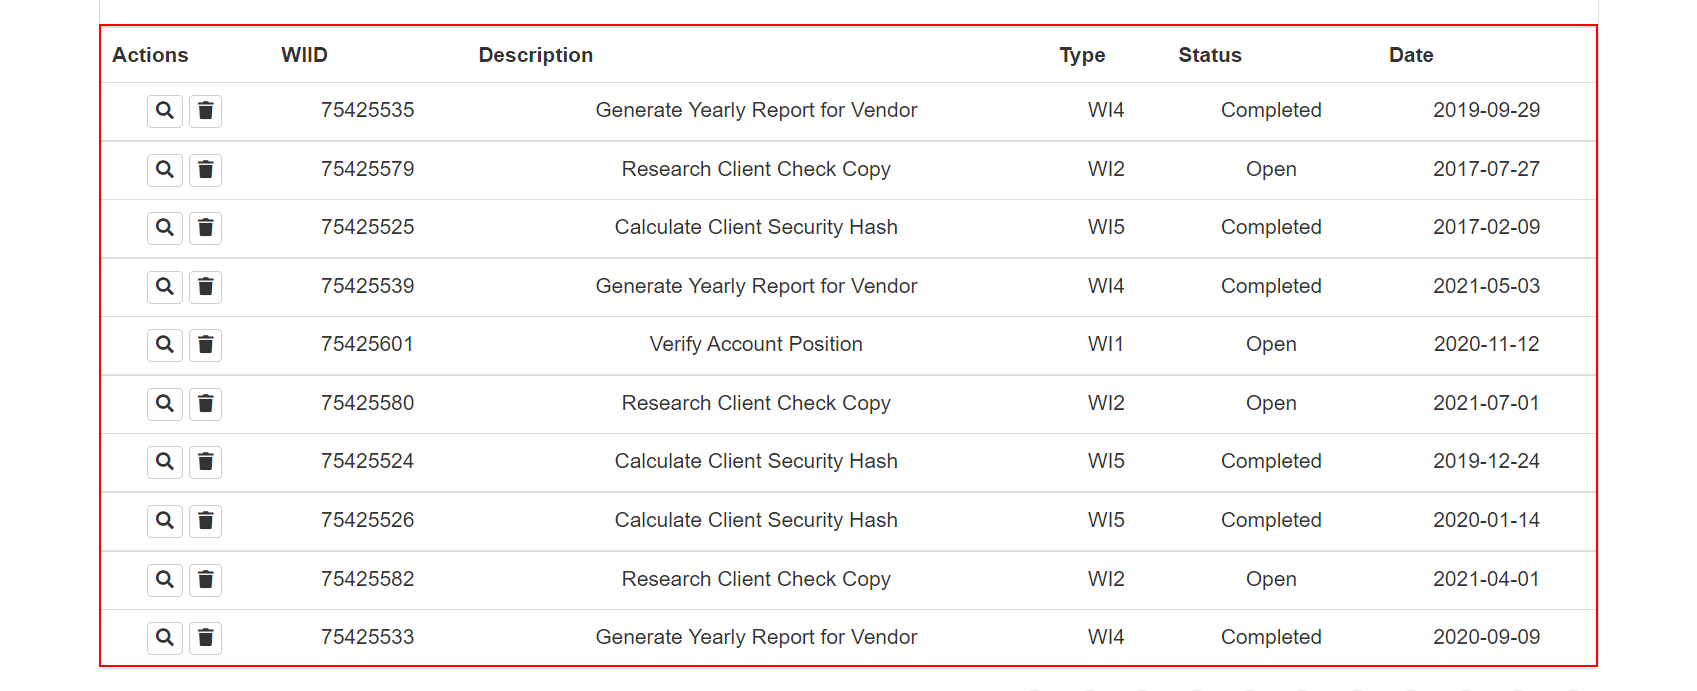 Actions WIID Description Type Status Date
75425535 Generate Yearly Report for Vendor WI4 Completed 2019-09-29
75425579 Research Client Check Copy WI2 Open 2017-07-27
75425525 Calculate Client Security Hash WI5 Completed 2017-02-09
75425539 Generate Yearly Report for Vendor WI4 Completed 2021-05-03
75425601 Verify Account Position WI1 Open 2020-11-12
75425580 Research Client Check Copy WI2 Open 2021-07-01
75425524 Calculate Client Security Hash WI5 Completed 2019-12-24
75425526 Calculate Client Security Hash WI5 Completed 2020-01-14
75425582 Research Client Check Copy WI2 Open 2021-04-01
75425533 Generate Yearly Report for Vendor WI4 Completed 2020-09-09